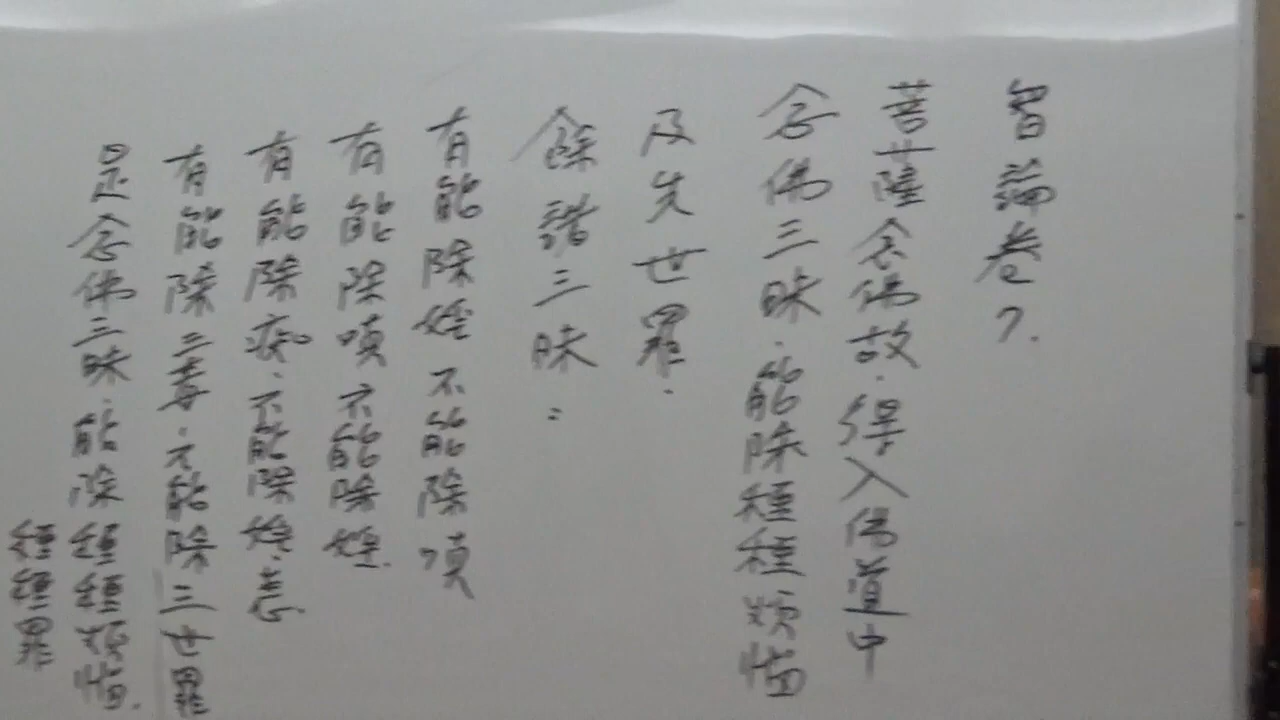 智論卷7.
菩薩念佛故.得入佛道中
念佛三昧.能除種種煩惱
及先世罪.
餘諸三昧:
有能除婬不能除嗔
有能除嗔不能除婬.
有能除痴.不能除婬.恚
有能除三毒.不能除三世罪
是念佛三昧.能除種種煩惱.
種種罪